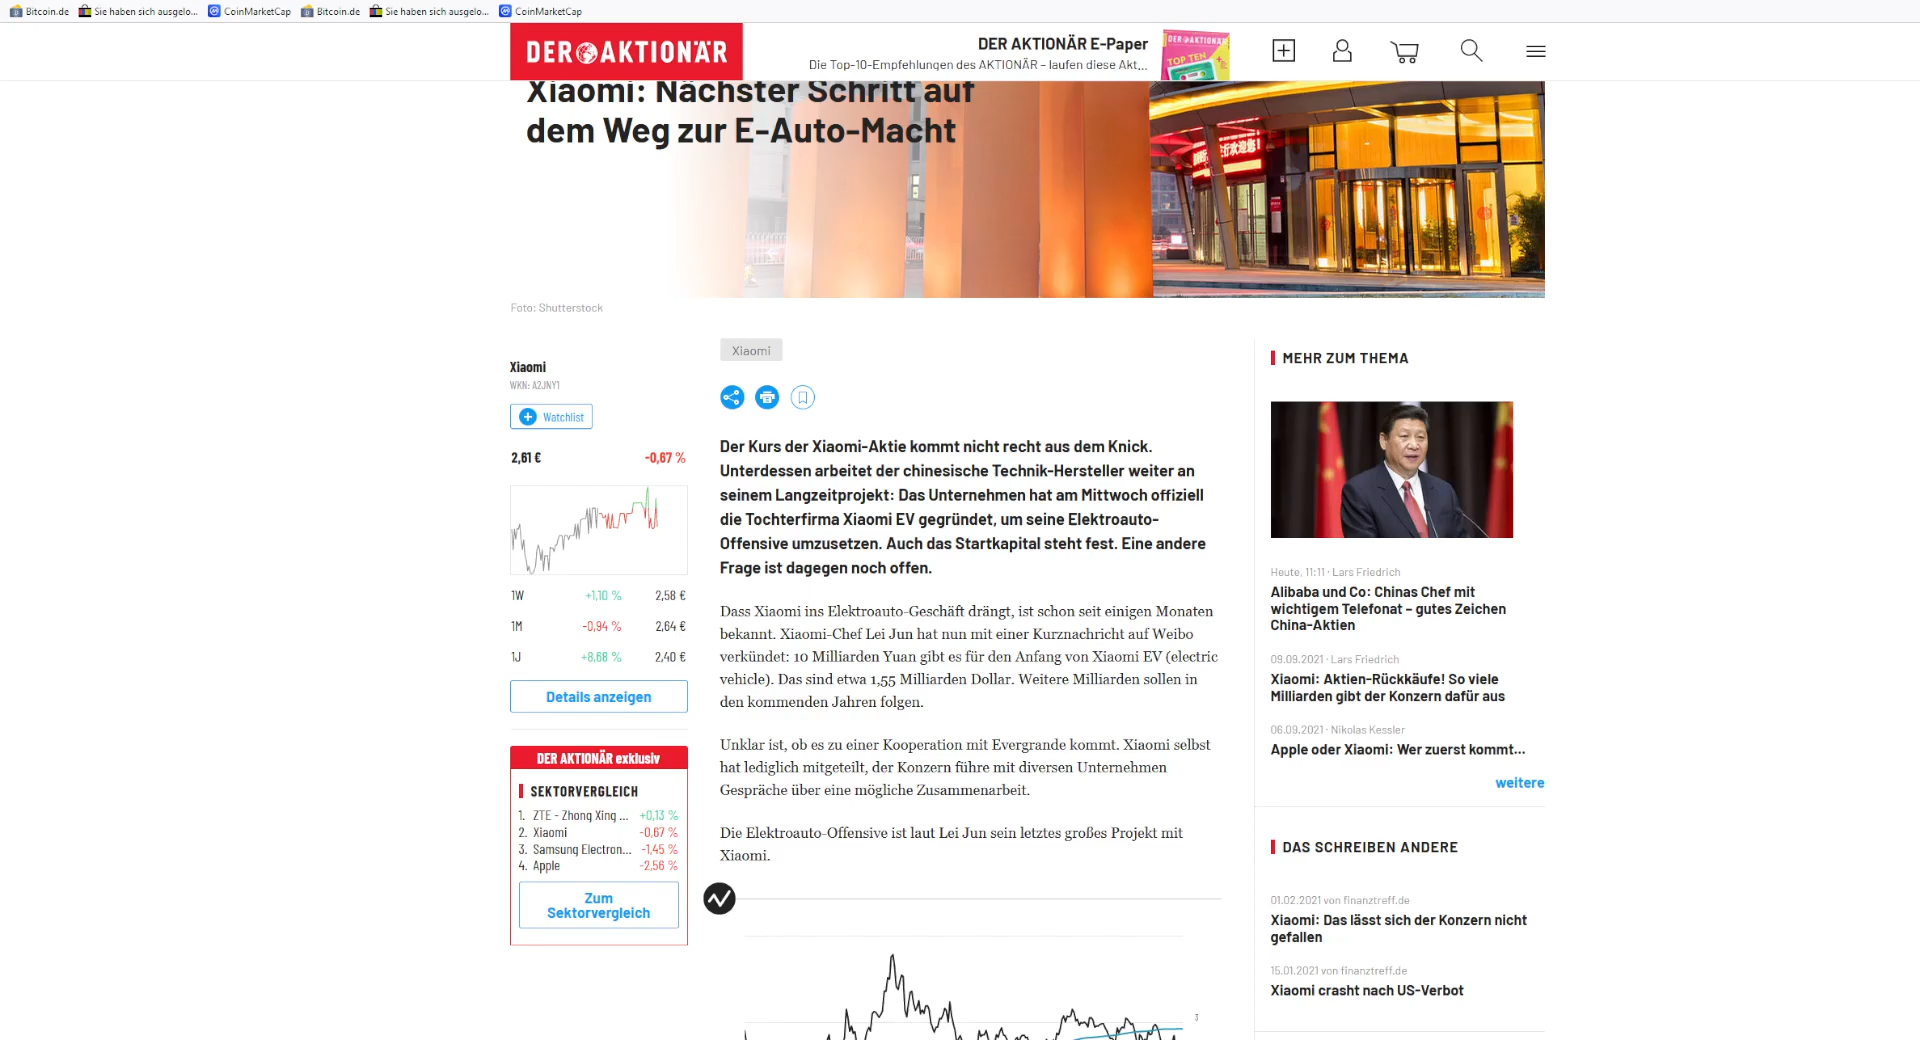 Bitcoin.de
Sie haben sich ausgelo...
CoinMarketCap
Bitcoin.de
Sie haben sich ausgelo...
CoinMarketCap
DER AKTIONÄR
DER AKTIONÄR E-Paper
Die Top-10-Empfehlungen des AKTIONÄR – laufen diese Akt...
DER AKTIONÄR
TOP TEN
Xiaomi: Nächster Schritt auf
dem Weg zur E-Auto-Macht
Foto: Shutterstock
Xiaomi
WKN: A2JNY1
Watchlist
2,61 € -0,67 %
1W +1,10 % 2,58 €
1M -0,94 % 2,64 €
1J +8,68 % 2,40 €
Details anzeigen
DER AKTIONÄR exklusiv
SEKTORVERGLEICH
1. ZTE - Zhong Xing ... +0,13 %
2. Xiaomi -0,67 %
3. Samsung Electron... -1,45 %
4. Apple -2,56 %
Zum
Sektorvergleich
Xiaomi
Der Kurs der Xiaomi-Aktie kommt nicht recht aus dem Knick.
Unterdessen arbeitet der chinesische Technik-Hersteller weiter an
seinem Langzeitprojekt: Das Unternehmen hat am Mittwoch offiziell
die Tochterfirma Xiaomi EV gegründet, um seine Elektroauto-
Offensive umzusetzen. Auch das Startkapital steht fest. Eine andere
Frage ist dagegen noch offen.
Dass Xiaomi ins Elektroauto-Geschäft drängt, ist schon seit einigen Monaten
bekannt. Xiaomi-Chef Lei Jun hat nun mit einer Kurznachricht auf Weibo
verkündet: 10 Milliarden Yuan gibt es für den Anfang von Xiaomi EV (electric
vehicle). Das sind etwa 1,55 Milliarden Dollar. Weitere Milliarden sollen in
den kommenden Jahren folgen.
Unklar ist, ob es zu einer Kooperation mit Evergrande kommt. Xiaomi selbst
hat lediglich mitgeteilt, der Konzern führe mit diversen Unternehmen
Gespräche über eine mögliche Zusammenarbeit.
Die Elektroauto-Offensive ist laut Lei Jun sein letztes großes Projekt mit
Xiaomi.
3
MEHR ZUM THEMA
Heute, 11:11 · Lars Friedrich
Alibaba und Co: Chinas Chef mit
wichtigem Telefonat – gutes Zeichen
China-Aktien
09.09.2021 · Lars Friedrich
Xiaomi: Aktien-Rückkäufe! So viele
Milliarden gibt der Konzern dafür aus
06.09.2021 · Nikolas Kessler
Apple oder Xiaomi: Wer zuerst kommt...
weitere
DAS SCHREIBEN ANDERE
01.02.2021 von finanztreff.de
Xiaomi: Das lässt sich der Konzern nicht
gefallen
15.01.2021 von finanztreff.de
Xiaomi crasht nach US-Verbot